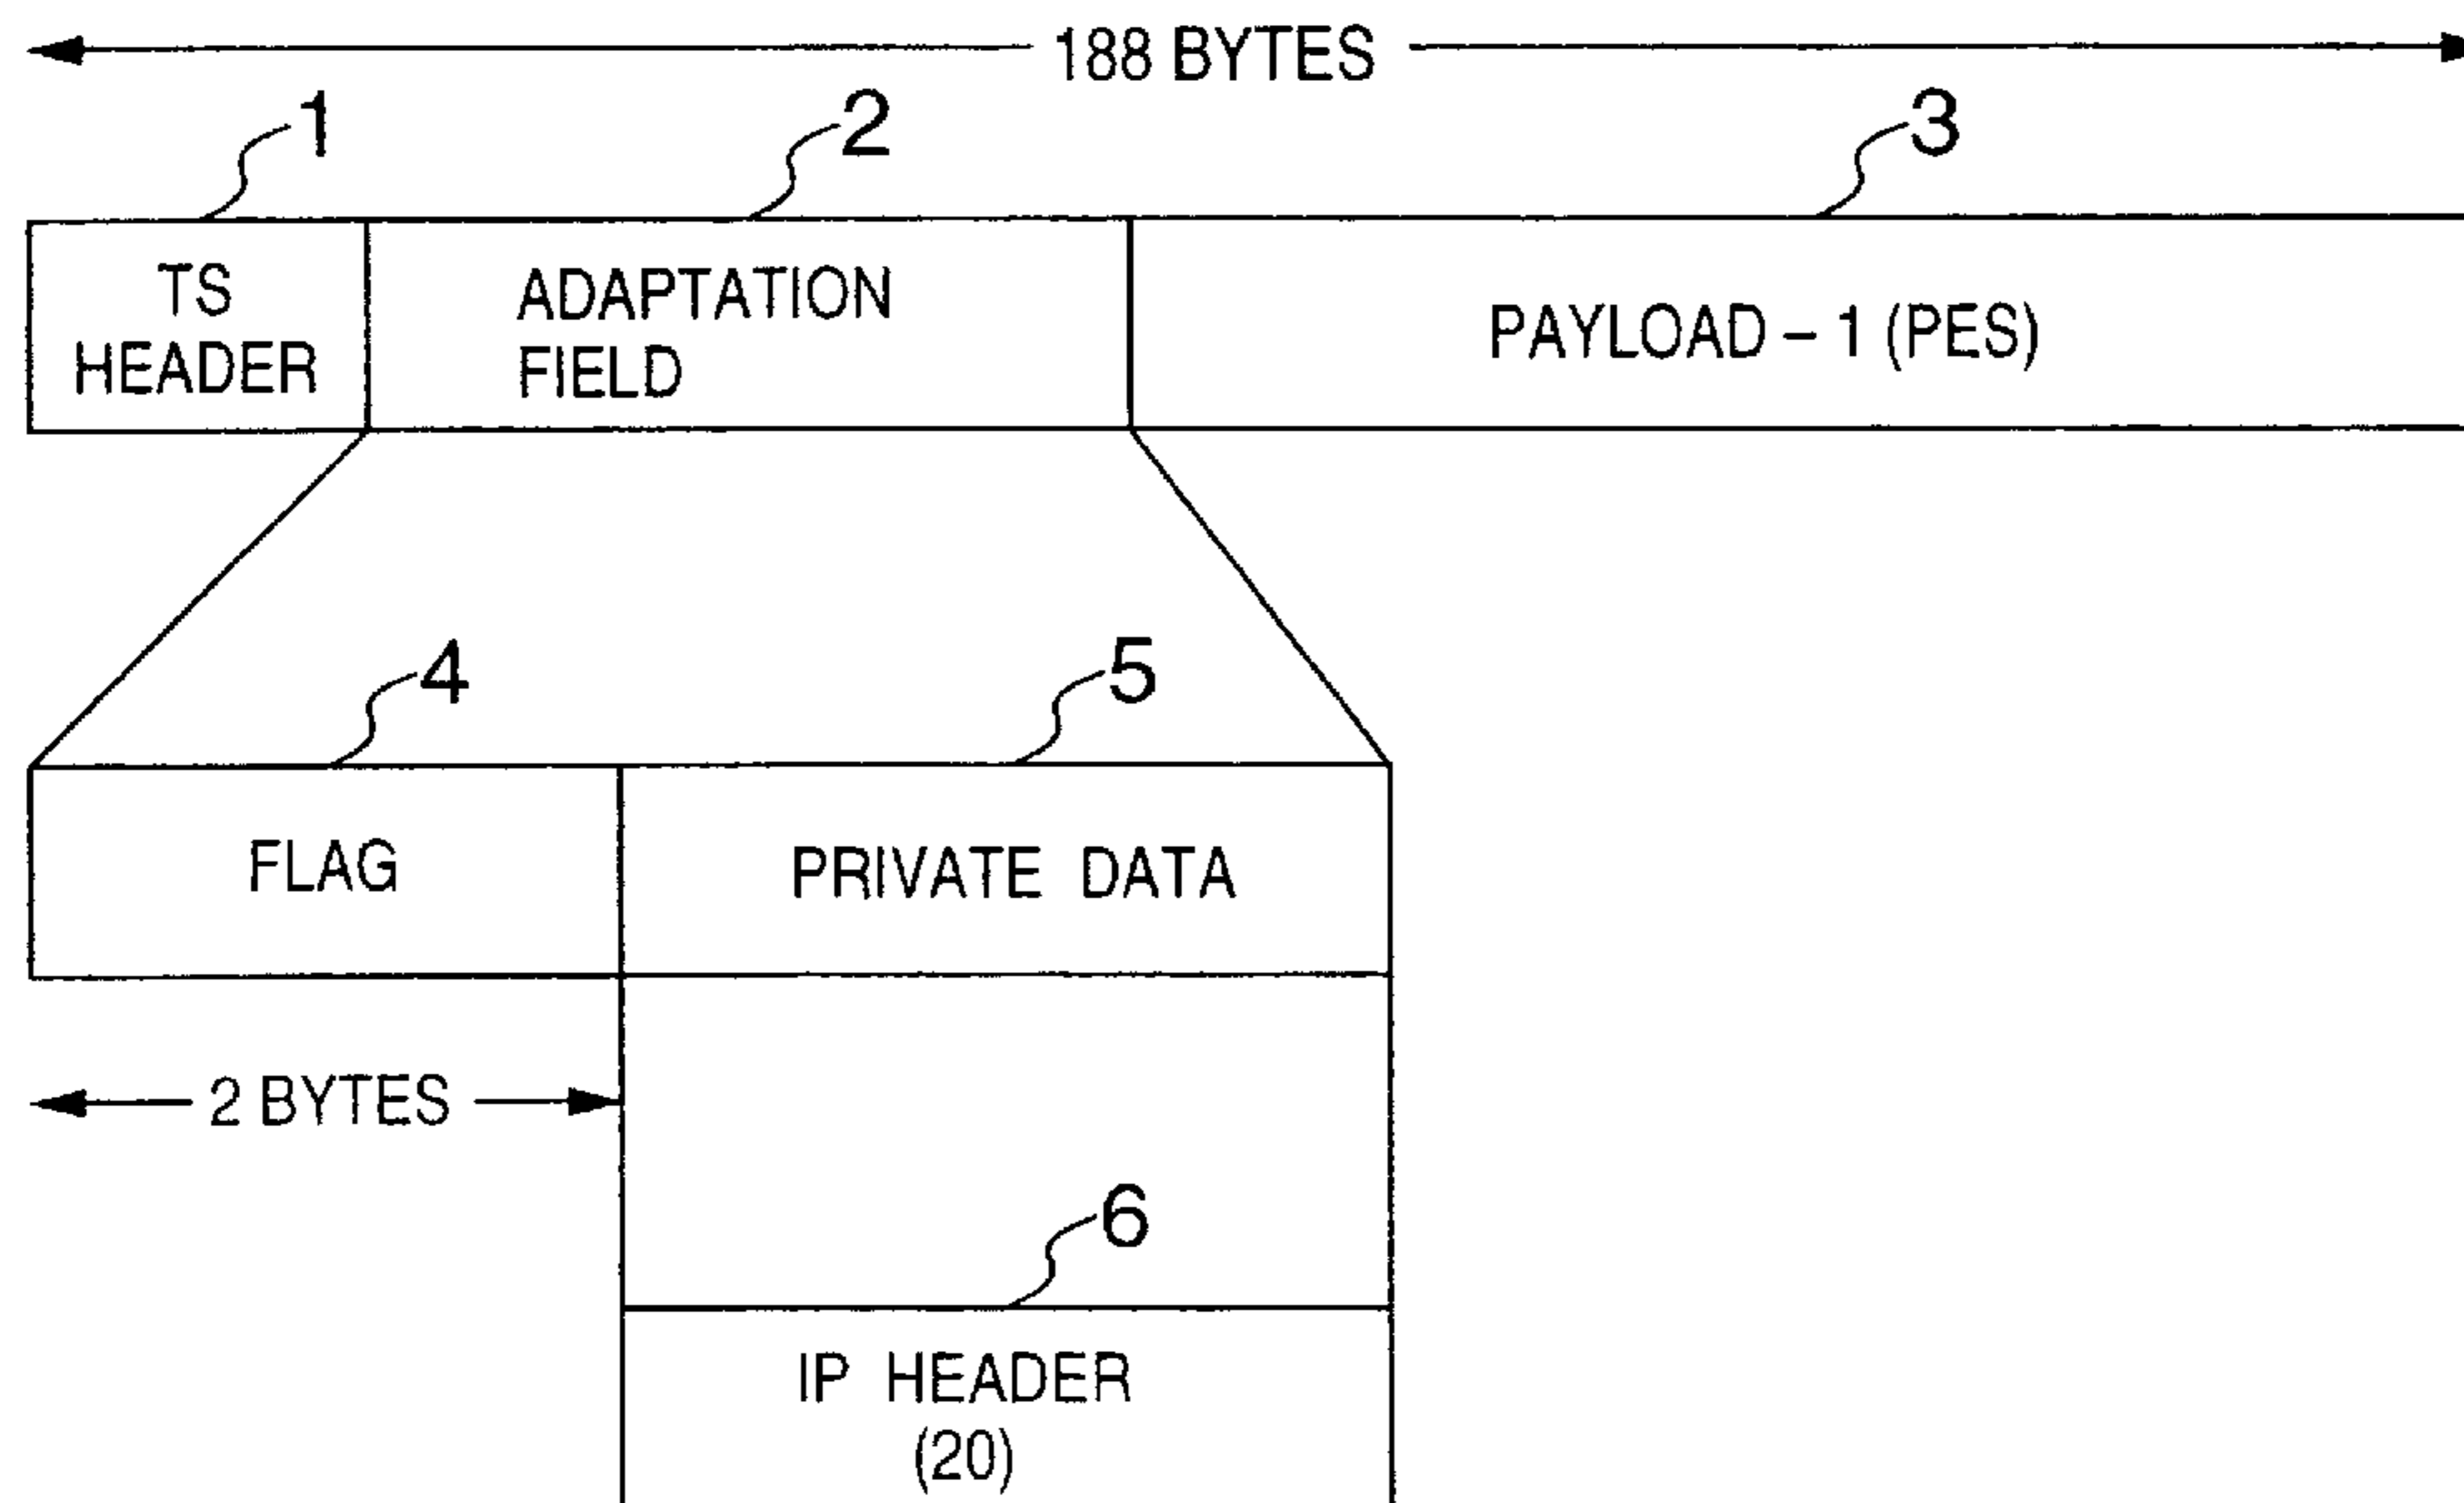 188 BYTES
1
2
3
TS
HEADER
ADAPTATION
FIELD
PAYLOAD – 1 (PES)
4
5
FLAG
PRIVATE DATA
2 BYTES
6
IP HEADER
(20)